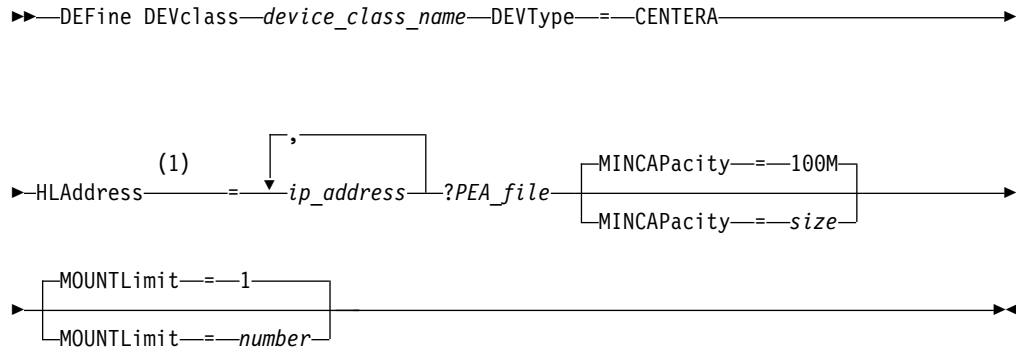 DEFine DEVclass device_class_name DEVType = CENTERA
,
(1)
HLAddress = ip_address ?PEA_file
MINCAPacity = 100M
MINCAPacity = size
MOUNTLimit = 1
MOUNTLimit = number